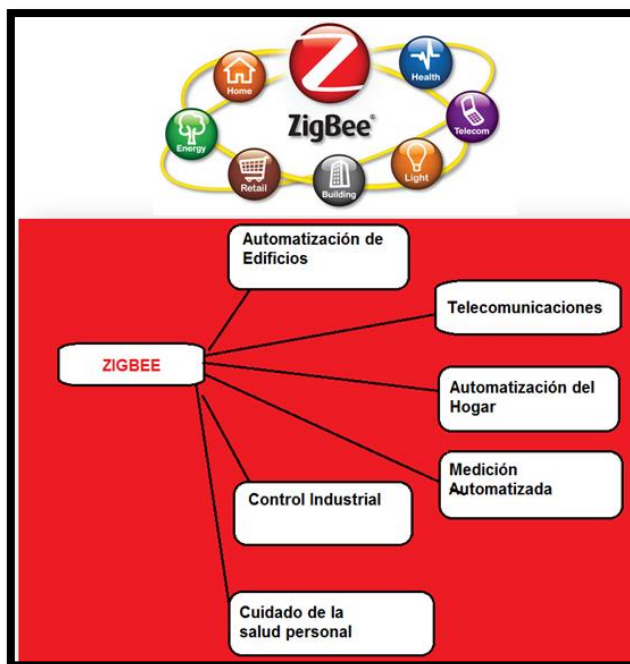 Home
Health
ZigBee®
Telecom
Energy
Retail
Building
Light
Automatización de
Edificios
Telecomunicaciones
ZIGBEE
Automatización del
Hogar
Medición
Automatizada
Control Industrial
Cuidado de la
salud personal